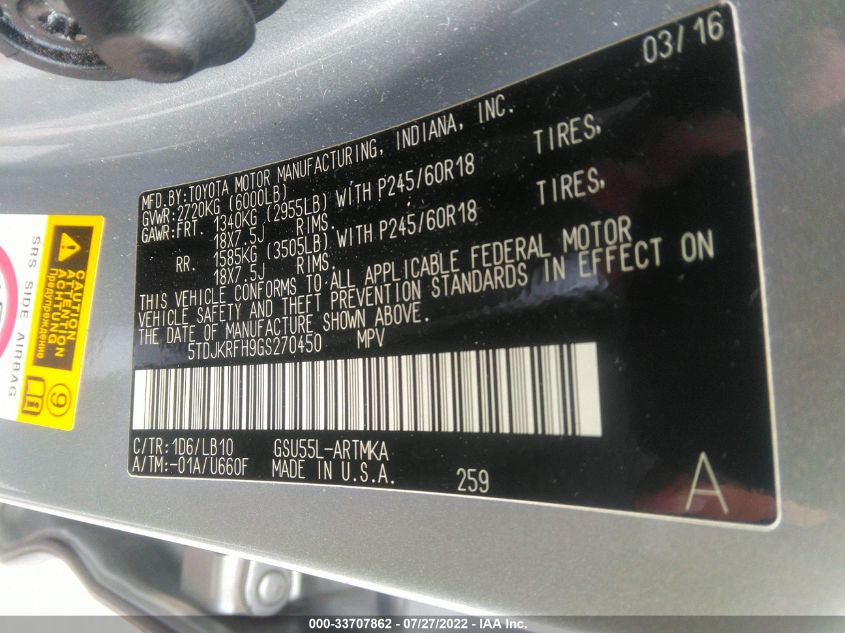 03/16
MFD.BY:TOYOTA MOTOR MANUFACTURING, INDIANA, INC.
GVWR:2720KG (6000LB)
GAWR:FRT. 1340KG (2955LB) WITH P245/60R18 TIRES,
18X7.5J RIMS.
RR. 1585KG (3505LB) WITH P245/60R18 TIRES,
18X7.5J RIMS.
THIS VEHICLE CONFORMS TO ALL APPLICABLE FEDERAL MOTOR
VEHICLE SAFETY AND THEFT PREVENTION STANDARDS IN EFFECT ON
THE DATE OF MANUFACTURE SHOWN ABOVE.
5TDJKRFH9GS270450 MPV
C/TR:1D6/LB10 GSU55L-ARTMKA
A/TM:-01A/U660F MADE IN U.S.A.
259
A
CAUTION
ATTENTION
ACHTUNG
Предупреждение
SRS SIDE AIRBAG
9
000-33707862 / 07/27/2022 - IAA Inc.